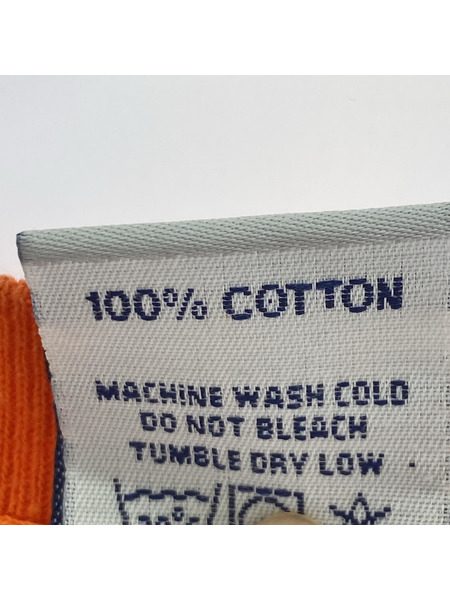 100% COTTON
MACHINE WASH COLD
DO NOT BLEACH
TUMBLE DRY LOW